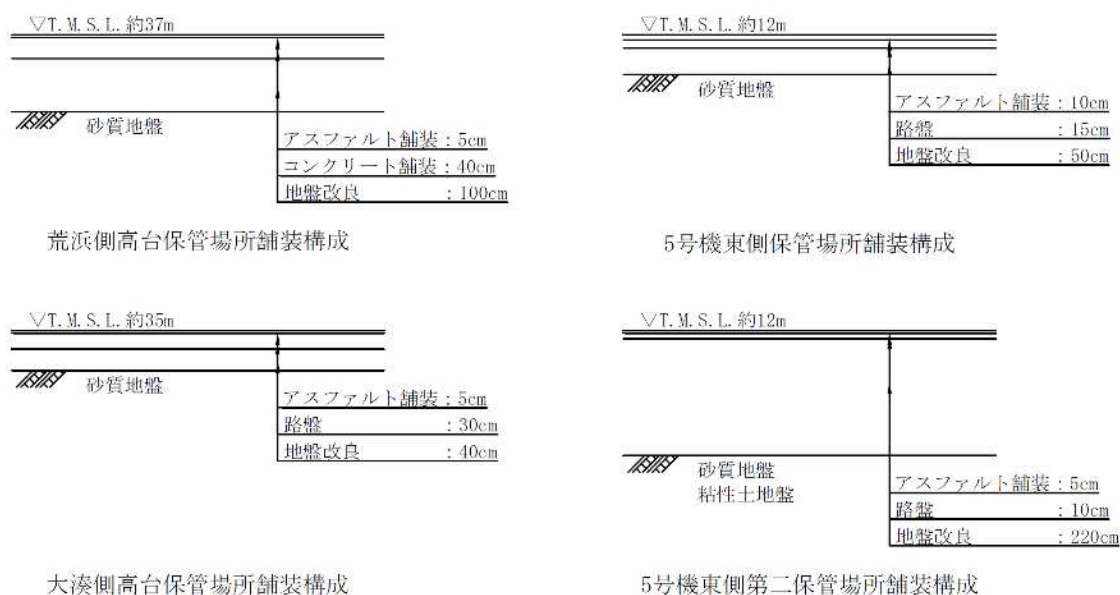 ▽T.M.S.L.約37m
砂質地盤
アスファルト舗装：5cm
コンクリート舗装：40cm
地盤改良：100cm
荒浜側高台保管場所舗装構成
▽T.M.S.L.約12m
砂質地盤
アスファルト舗装：10cm
路盤：15cm
地盤改良：50cm
5号機東側保管場所舗装構成
▽T.M.S.L.約35m
砂質地盤
アスファルト舗装：5cm
路盤：30cm
地盤改良：40cm
大湊側高台保管場所舗装構成
▽T.M.S.L.約12m
砂質地盤
粘性土地盤
アスファルト舗装：5cm
路盤：10cm
地盤改良：220cm
5号機東側第二保管場所舗装構成